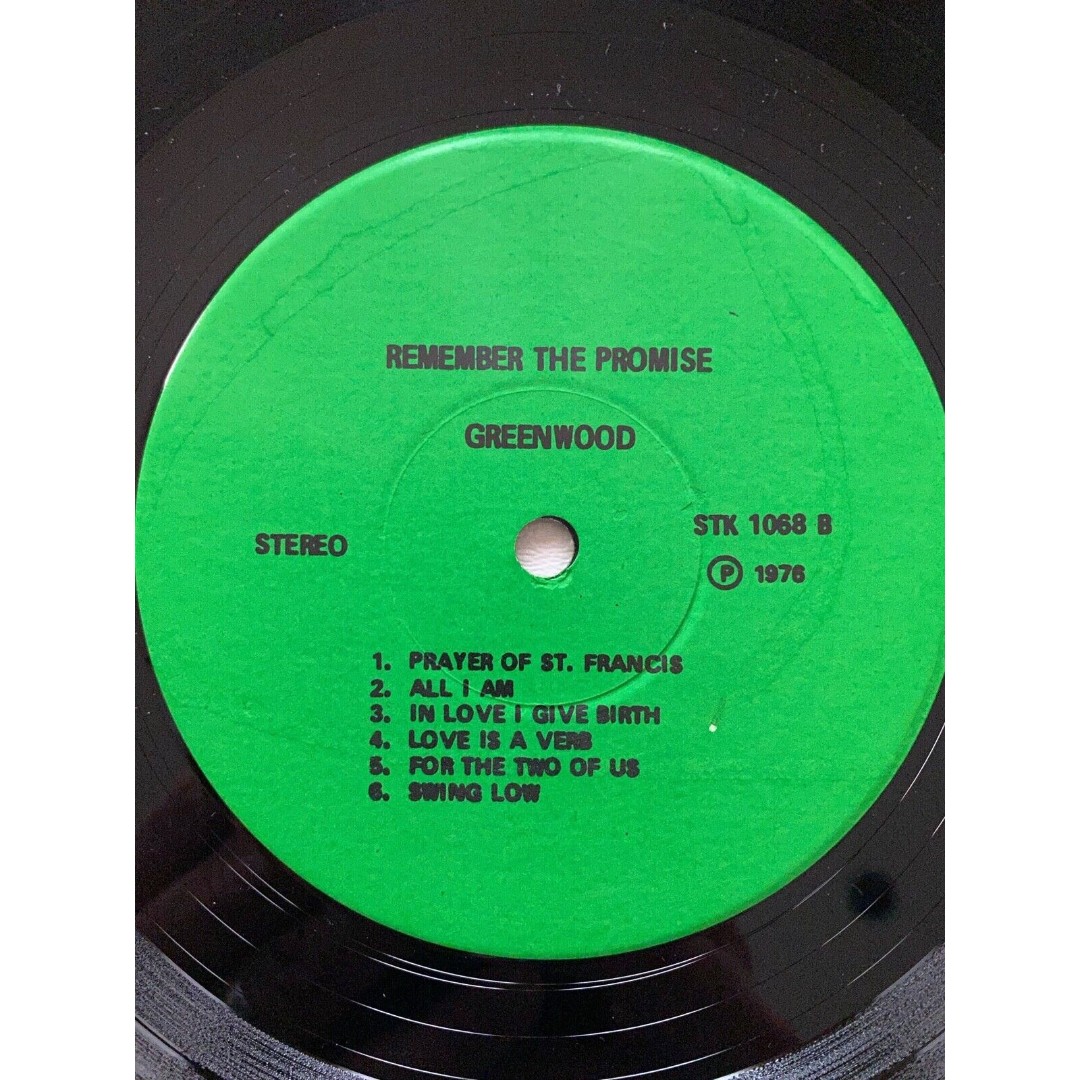 REMEMBER THE PROMISE
GREENWOOD
STEREO
STK 1068 B
℗ 1976
1. PRAYER OF ST. FRANCIS
2. ALL I AM
3. IN LOVE I GIVE BIRTH
4. LOVE IS A VERB
5. FOR THE TWO OF US
6. SWING LOW